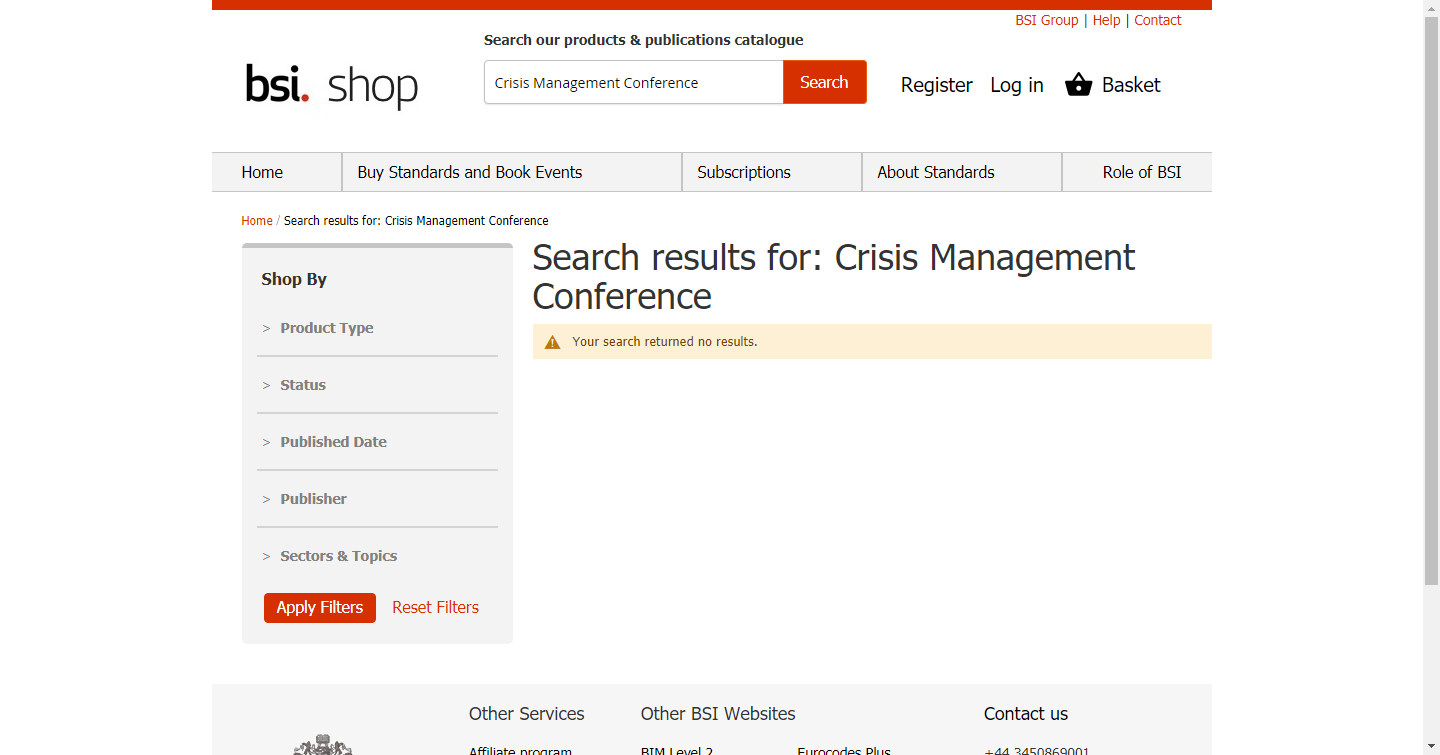 BSI Group | Help | Contact
Search our products & publications catalogue
bsi. shop
Crisis Management Conference
Search
Register
Log in
Basket
Home
Buy Standards and Book Events
Subscriptions
About Standards
Role of BSI
Home / Search results for: Crisis Management Conference
Shop By
> Product Type
> Status
> Published Date
> Publisher
> Sectors & Topics
Apply Filters
Reset Filters
Search results for: Crisis Management
Conference
Your search returned no results.
Other Services
Other BSI Websites
Contact us
Affiliate program
BIM Level 2
Eurocodes Plus
+44 3450869001